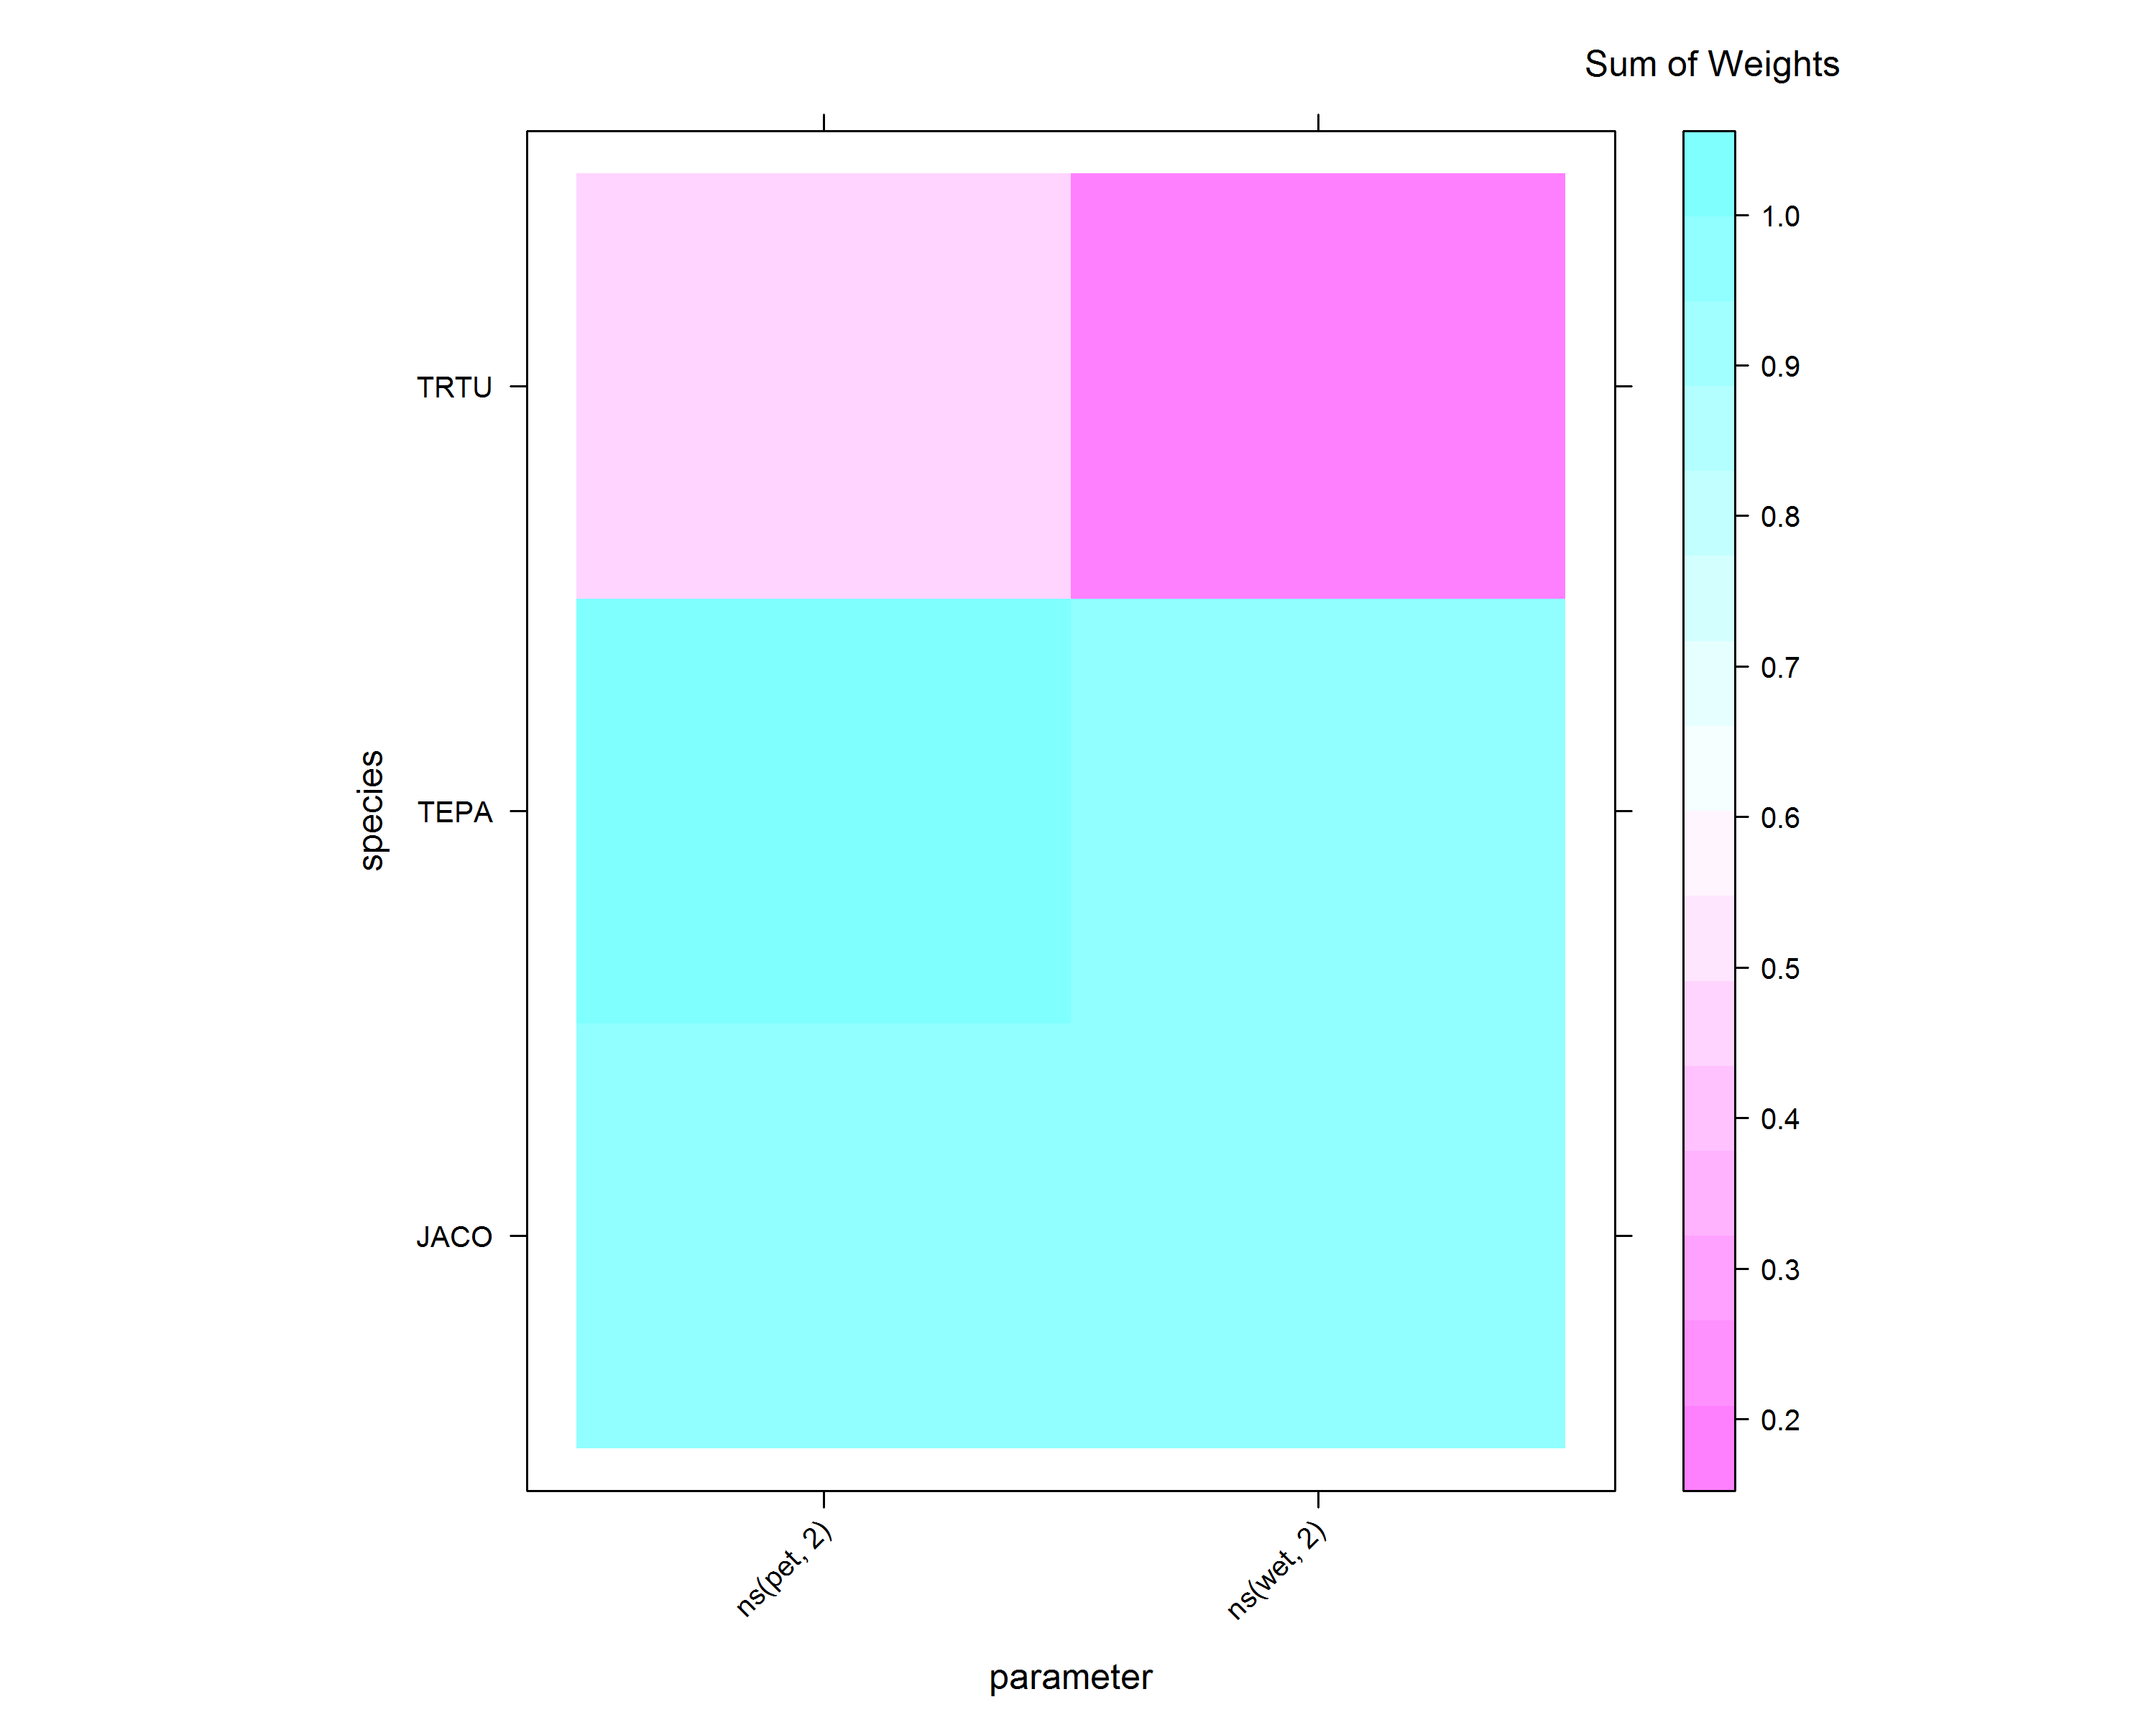 Sum of Weights
1.0
0.9
0.8
0.7
0.6
0.5
0.4
0.3
0.2
TRTU
TEPA
JACO
species
ns(pet, 2)
ns(wet, 2)
parameter